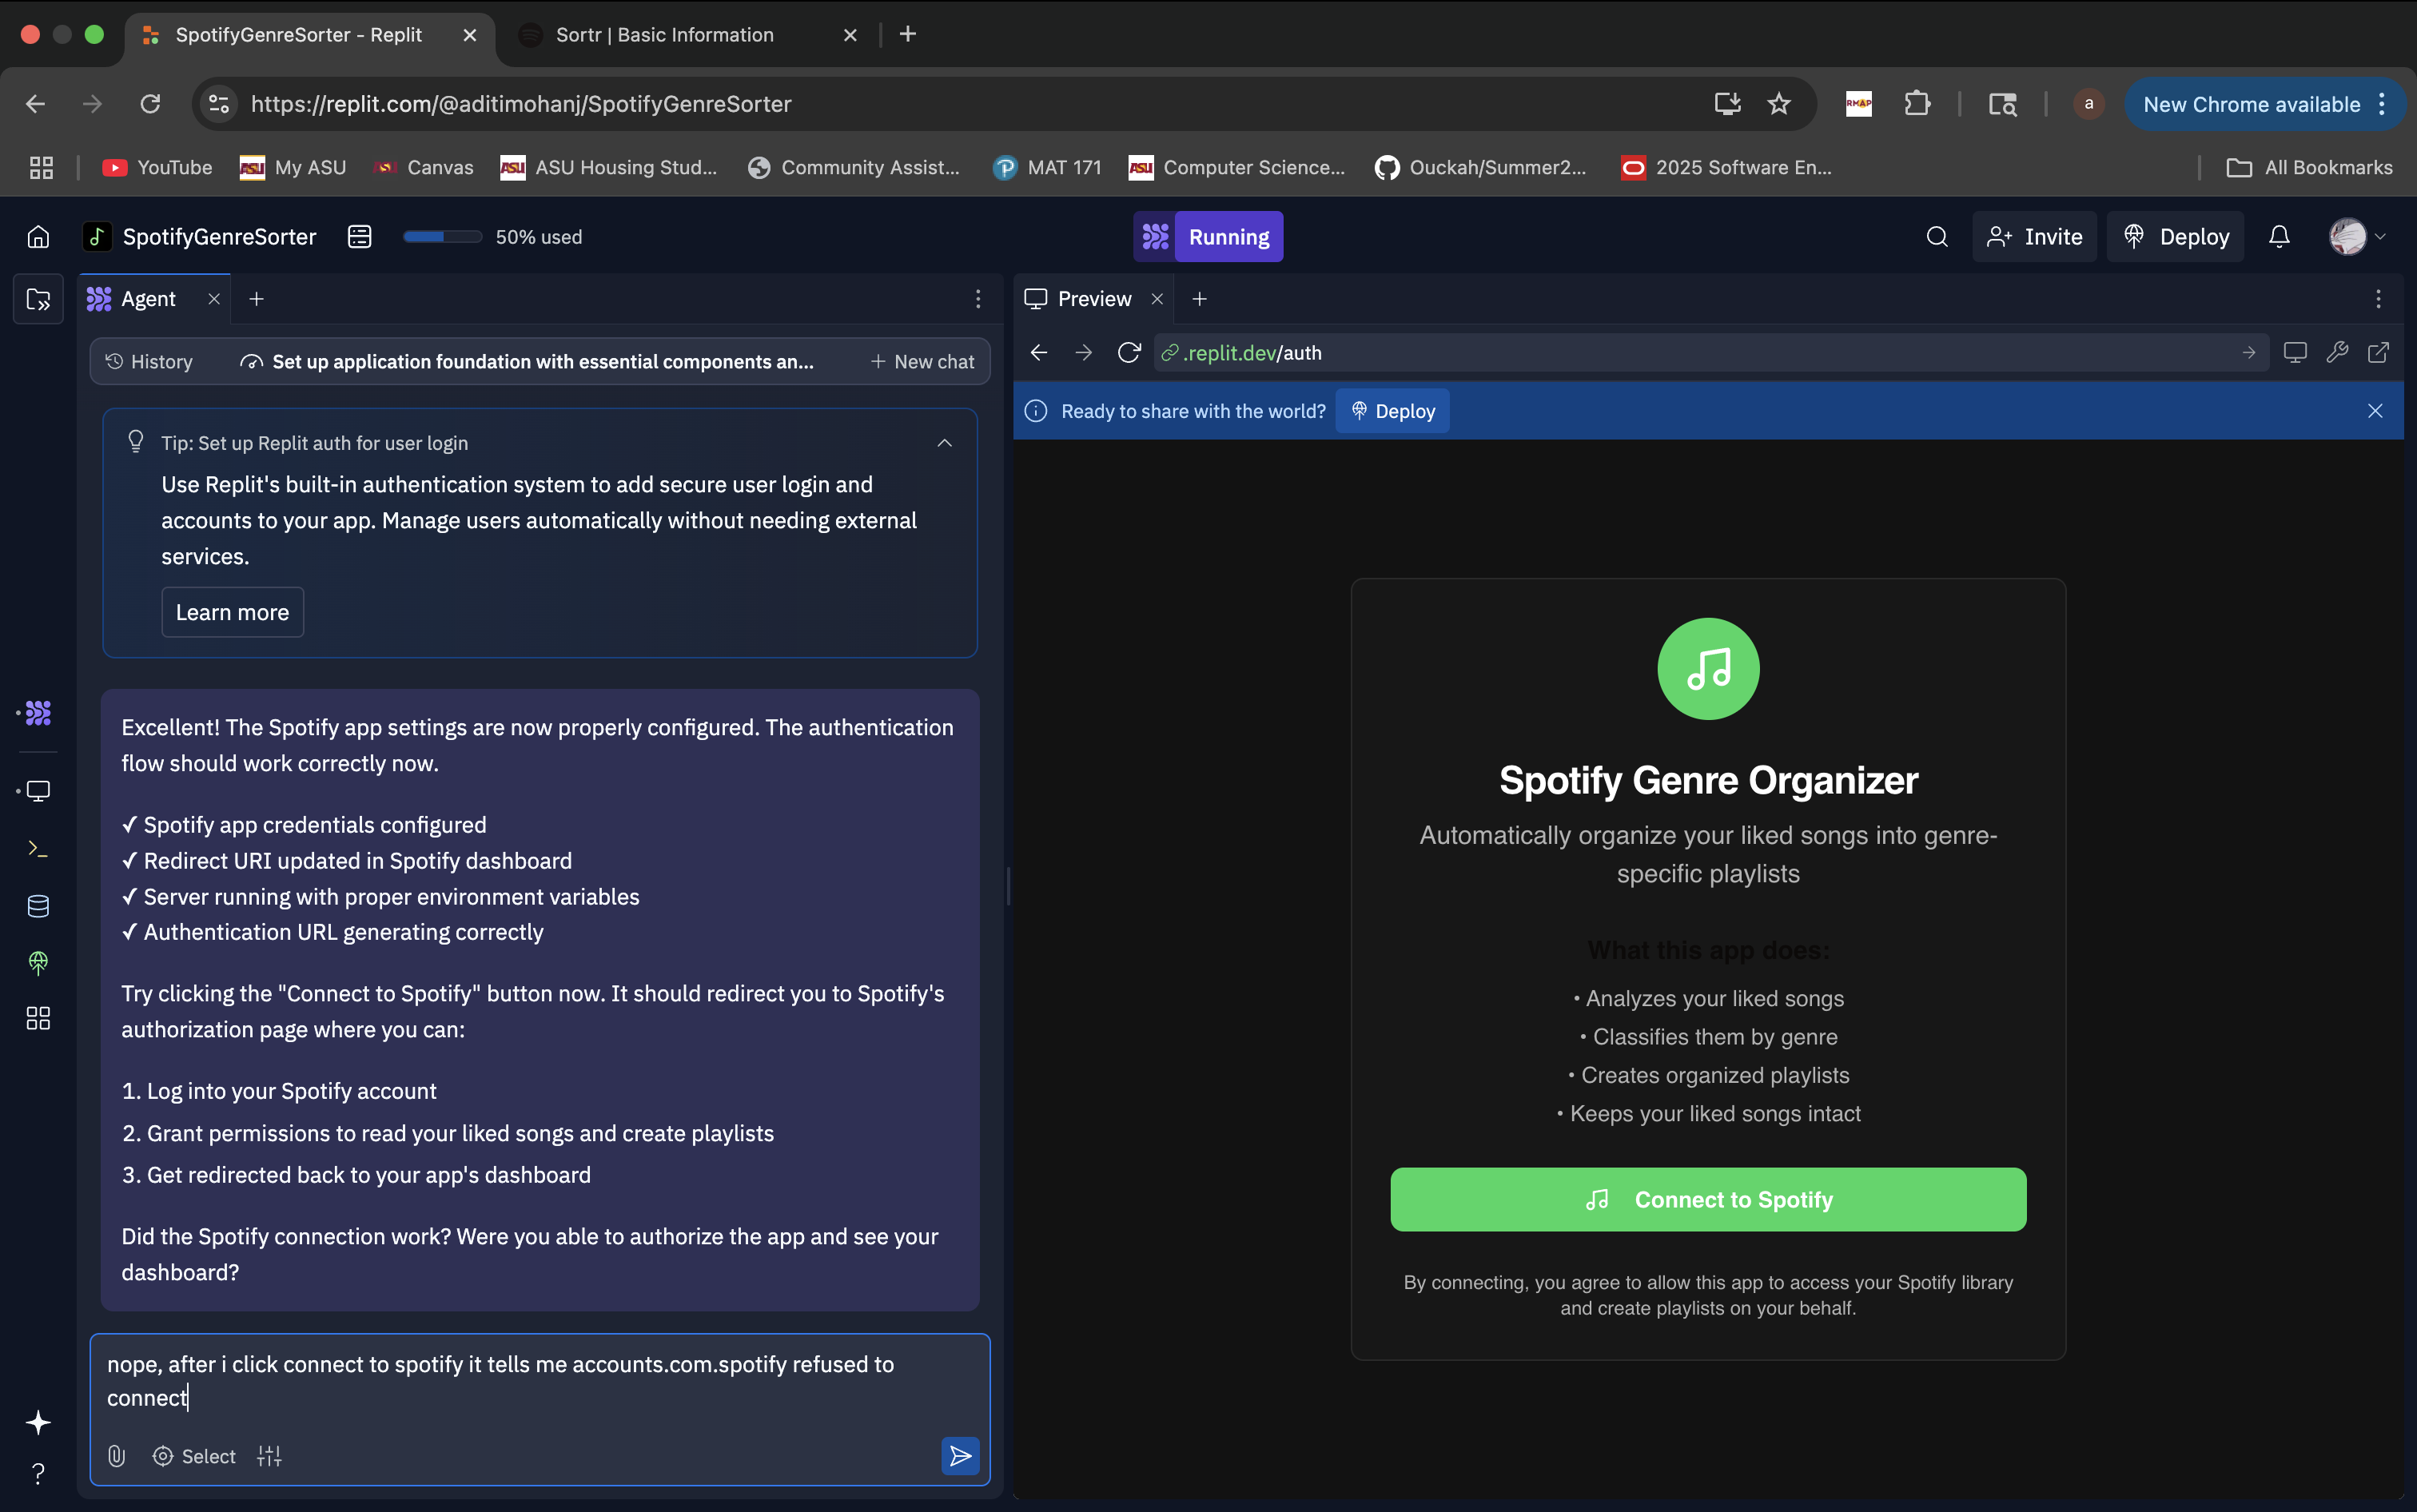 SpotifyGenreSorter - Replit
Sortr | Basic Information
https://replit.com/@aditimohanj/SpotifyGenreSorter
RMAP
a
New Chrome available
YouTube
ASU My ASU
ASU Canvas
ASU ASU Housing Stud...
Community Assist...
MAT 171
ASU Computer Science...
Ouckah/Summer2...
2025 Software En...
All Bookmarks
SpotifyGenreSorter
50% used
Running
Invite
Deploy
Agent
History
Set up application foundation with essential components an...
+ New chat
Tip: Set up Replit auth for user login
Use Replit's built-in authentication system to add secure user login and
accounts to your app. Manage users automatically without needing external
services.
Learn more
Excellent! The Spotify app settings are now properly configured. The authentication
flow should work correctly now.
✓ Spotify app credentials configured
✓ Redirect URI updated in Spotify dashboard
✓ Server running with proper environment variables
✓ Authentication URL generating correctly
Try clicking the "Connect to Spotify" button now. It should redirect you to Spotify's
authorization page where you can:
1. Log into your Spotify account
2. Grant permissions to read your liked songs and create playlists
3. Get redirected back to your app's dashboard
Did the Spotify connection work? Were you able to authorize the app and see your
dashboard?
nope, after i click connect to spotify it tells me accounts.com.spotify refused to
connect
Select
Preview
.replit.dev/auth
Ready to share with the world?
Deploy
Spotify Genre Organizer
Automatically organize your liked songs into genre-
specific playlists
What this app does:
• Analyzes your liked songs
• Classifies them by genre
• Creates organized playlists
• Keeps your liked songs intact
Connect to Spotify
By connecting, you agree to allow this app to access your Spotify library
and create playlists on your behalf.